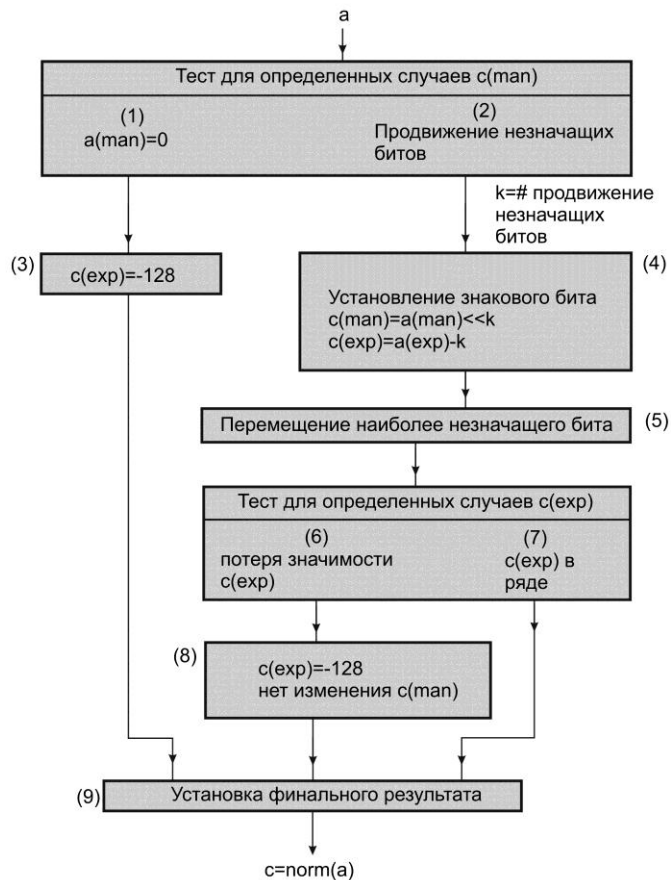 a
Тест для определенных случаев c(man)
(1)
a(man)=0
(2)
Продвижение незначащих
битов
k=# продвижение
незначащих
битов
(3)
c(exp)=-128
(4)
Установление знакового бита
c(man)=a(man)<<k
c(exp)=a(exp)-k
Перемещение наиболее незначащего бита
(5)
Тест для определенных случаев c(exp)
(6)
потеря значимости
c(exp)
(7)
c(exp) в
ряде
(8)
c(exp)=-128
нет изменения c(man)
(9)
Установка финального результата
c=norm(a)